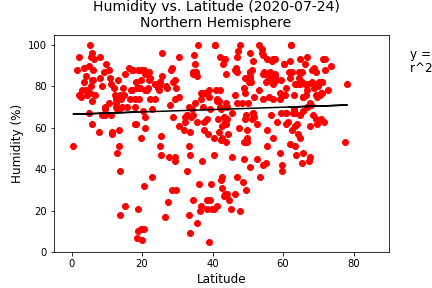 Humidity vs. Latitude (2020-07-24)
Northern Hemisphere
y =
r^2
Humidity (%)
100
80
60
40
20
0
0 20 40 60 80
Latitude